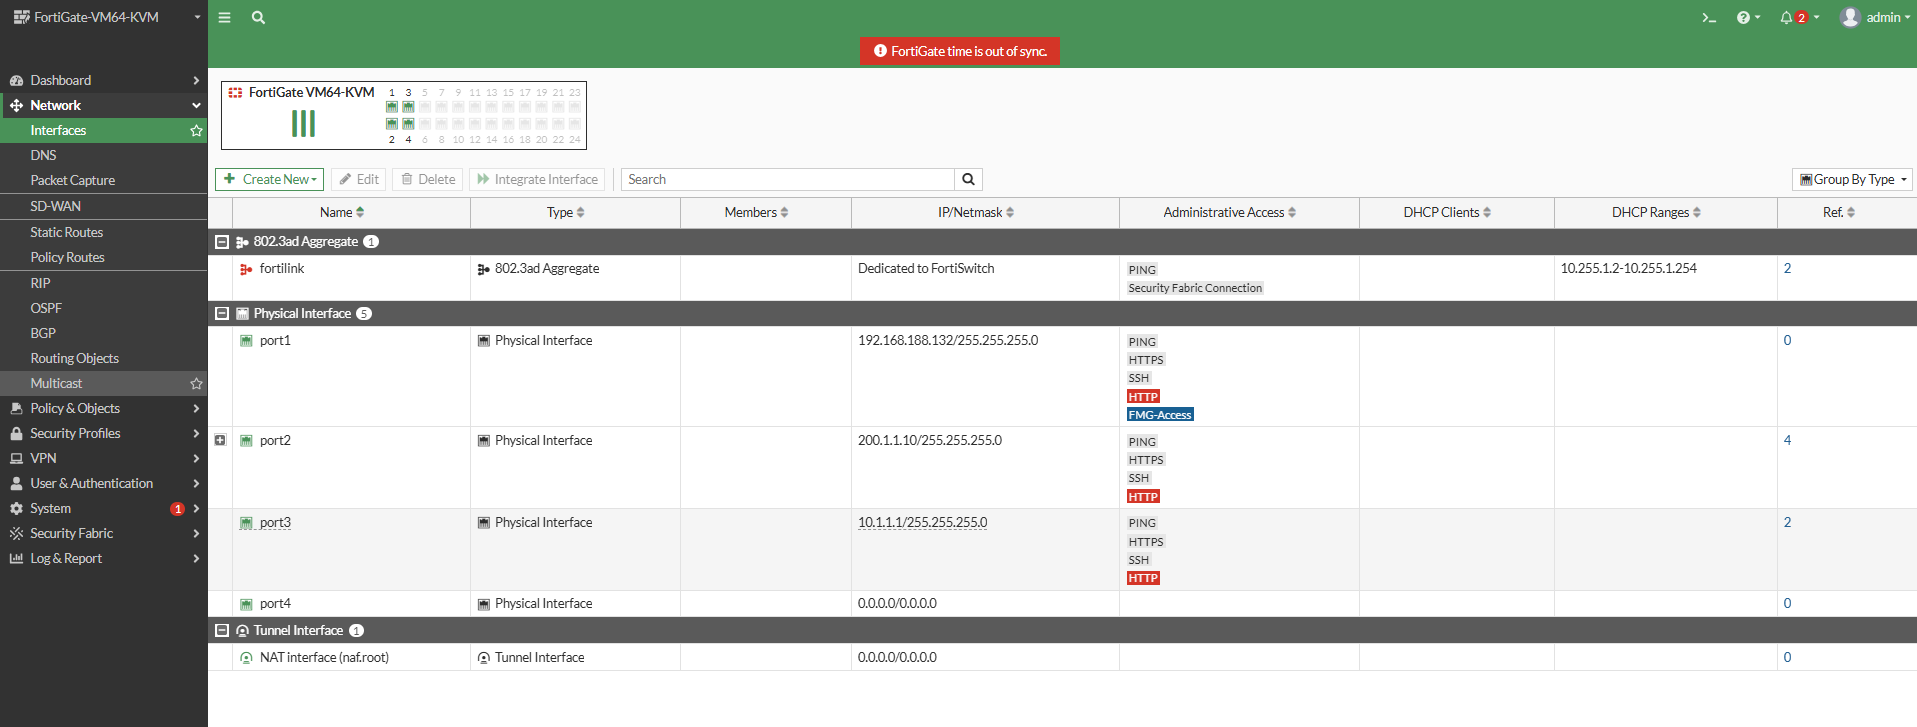 FortiGate-VM64-KVM
2
admin
FortiGate time is out of sync.
Dashboard
Network
Interfaces
DNS
Packet Capture
SD-WAN
Static Routes
Policy Routes
RIP
OSPF
BGP
Routing Objects
Multicast
Policy & Objects
Security Profiles
VPN
User & Authentication
System 1
Security Fabric
Log & Report
FortiGate VM64-KVM
1 3 5 7 9 11 13 15 17 19 21 23
2 4 6 8 10 12 14 16 18 20 22 24
Create New Edit Delete Integrate Interface Search Group By Type
Name Type Members IP/Netmask Administrative Access DHCP Clients DHCP Ranges Ref.
802.3ad Aggregate 1
fortilink 802.3ad Aggregate Dedicated to FortiSwitch PING 10.255.1.2-10.255.1.254 2
Security Fabric Connection
Physical Interface 5
port1 Physical Interface 192.168.188.132/255.255.255.0 PING 0
HTTPS
SSH
HTTP
FMG-Access
port2 Physical Interface 200.1.1.10/255.255.255.0 PING 4
HTTPS
SSH
HTTP
port3 Physical Interface 10.1.1.1/255.255.255.0 PING 2
HTTPS
SSH
HTTP
port4 Physical Interface 0.0.0.0/0.0.0.0 0
Tunnel Interface 1
NAT interface (naf.root) Tunnel Interface 0.0.0.0/0.0.0.0 0